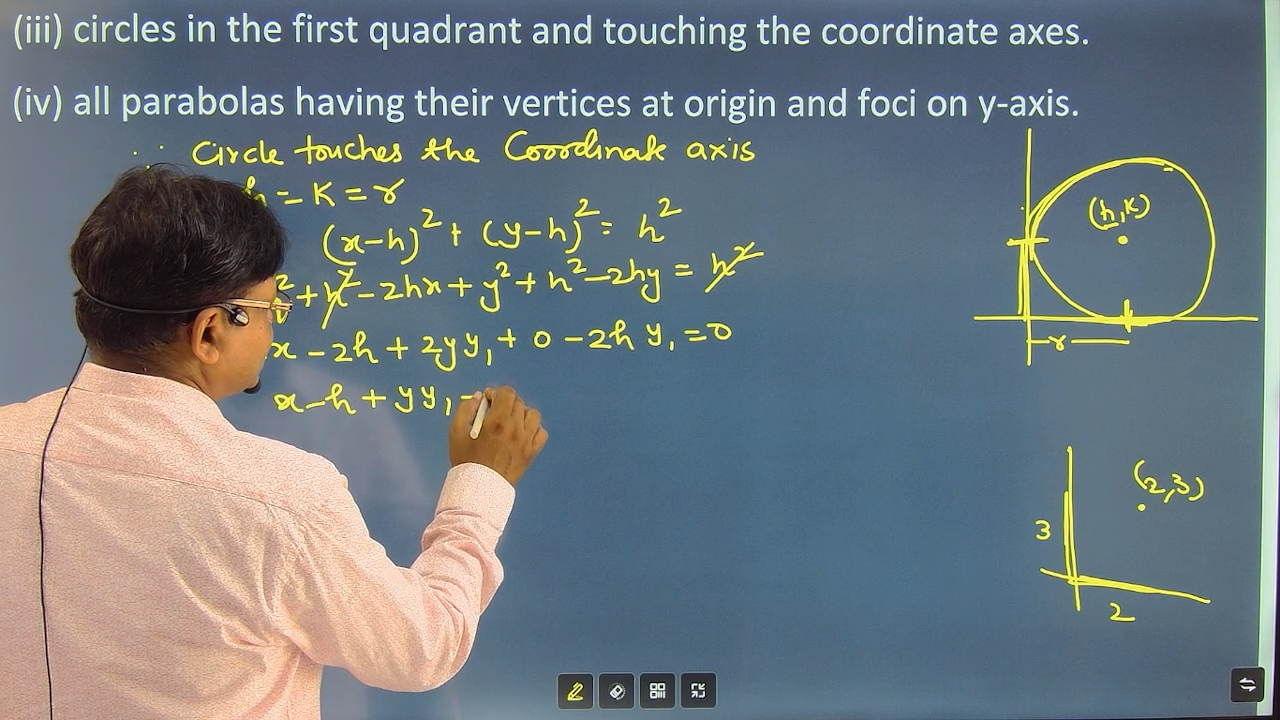 (iii) circles in the first quadrant and touching the coordinate axes.
(iv) all parabolas having their vertices at origin and foci on y-axis.
∵ Circle touches the Coordinate axis
h = K = r
(x-h)² + (y-h)² = h²
² + h² - 2hx + y² + h² - 2hy = h²
x - 2h + 2yy₁ + 0 - 2hy₁ = 0
x - h + yy₁ -
(h,K)
r
(2,3)
3
2